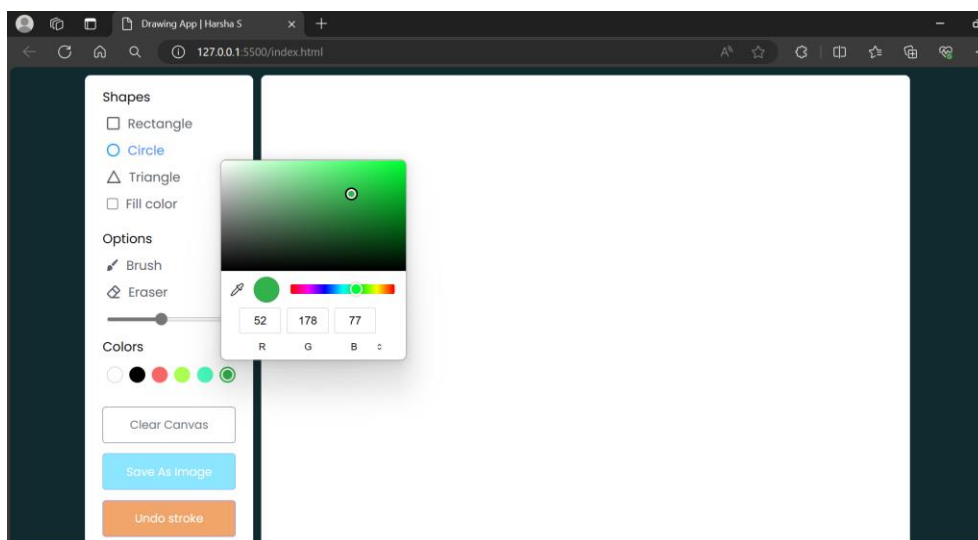 Drawing App | Harsha S
127.0.0.1:5500/index.html
Shapes
Rectangle
Circle
Triangle
Fill color
Options
Brush
Eraser
52 178 77
R G B
Colors
Clear Canvas
Save As Image
Undo stroke